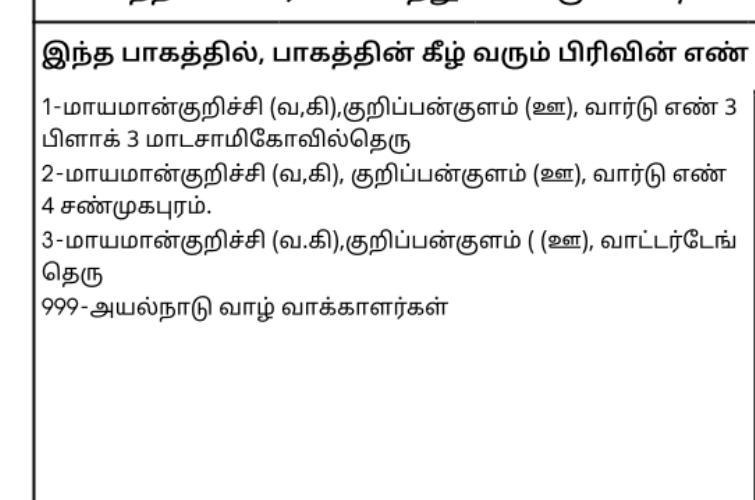 இந்த பாகத்தில், பாகத்தின் கீழ் வரும் பிரிவின் எண்
1-மாயமான்குறிச்சி (வ,கி),குறிப்பன்குளம் (ஊ), வார்டு எண் 3
பிளாக் 3 மாடசாமிகோவில்தெரு
2-மாயமான்குறிச்சி (வ,கி), குறிப்பன்குளம் (ஊ), வார்டு எண்
4 சண்முகபுரம்.
3-மாயமான்குறிச்சி (வ.கி),குறிப்பன்குளம் ( (ஊ), வாட்டர்டேங்
தெரு
999-அயல்நாடு வாழ் வாக்காளர்கள்